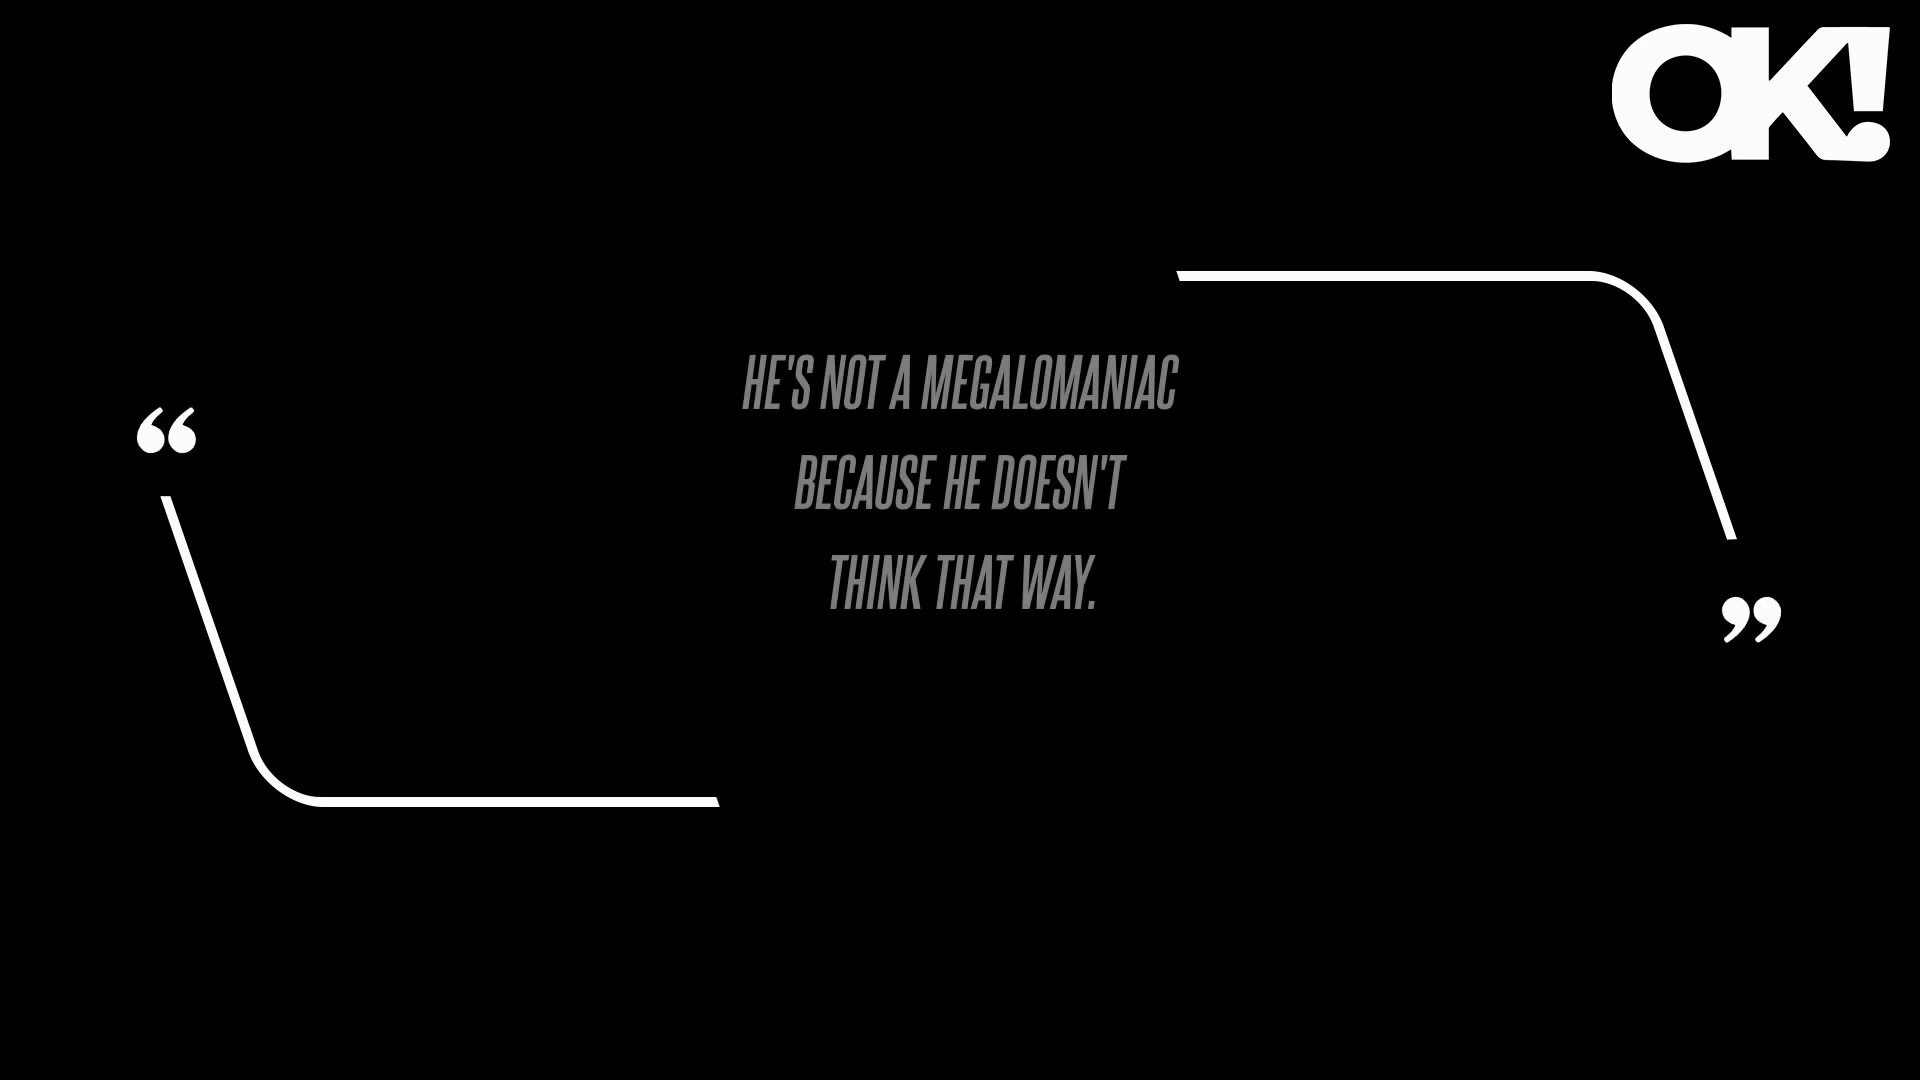 OK!
“
HE'S NOT A MEGALOMANIAC
BECAUSE HE DOESN'T
THINK THAT WAY.
”